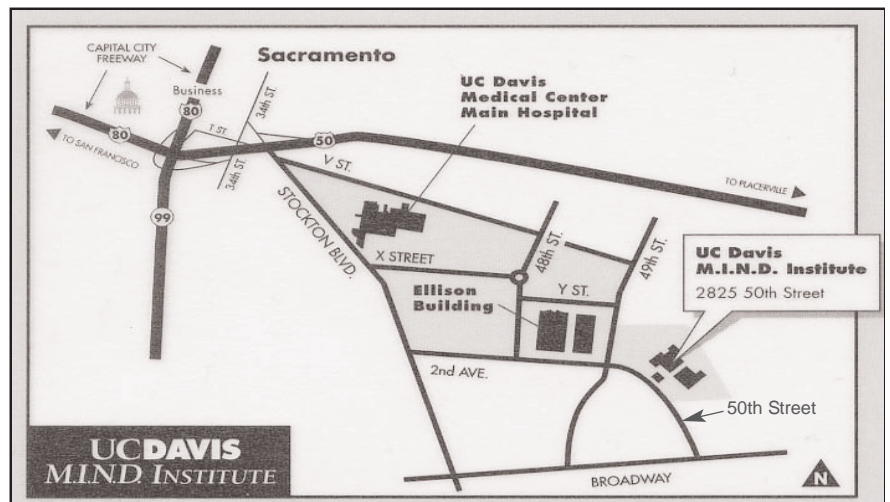 CAPITAL CITY
FREEWAY
Sacramento
Business
80
80
TO SAN FRANCISCO
T ST.
34th ST.
34th ST.
50
99
UC Davis
Medical Center
Main Hospital
V ST.
TO PLACERVILLE
STOCKTON BLVD.
X STREET
48th ST.
49th ST.
UC Davis
M.I.N.D. Institute
2825 50th Street
Ellison
Building
Y ST.
2nd AVE.
50th Street
BROADWAY
N
UCDAVIS
M.I.N.D. INSTITUTE